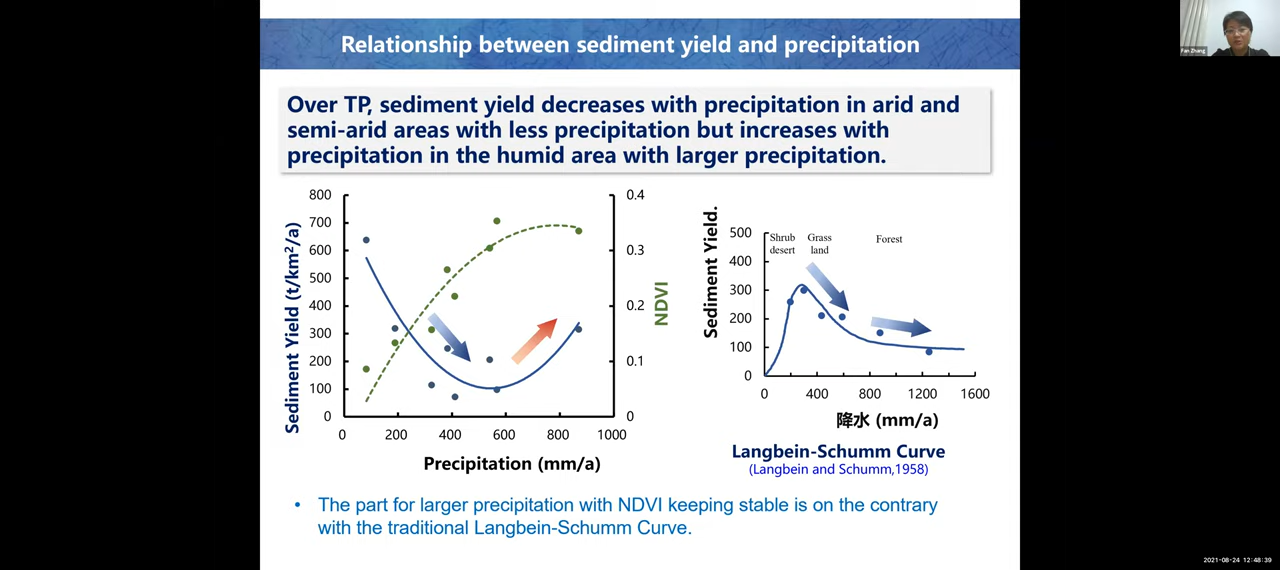 Relationship between sediment yield and precipitation
Fan Zhang
Over TP, sediment yield decreases with precipitation in arid and
semi-arid areas with less precipitation but increases with
precipitation in the humid area with larger precipitation.
Sediment Yield (t/km²/a)
800
700
600
500
400
300
200
100
0
0.4
0.3
0.2
0.1
0
NDVI
0 200 400 600 800 1000
Precipitation (mm/a)
Sediment Yield.
500
400
300
200
100
0
Shrub
desert
Grass
land
Forest
0 400 800 1200 1600
降水 (mm/a)
Langbein-Schumm Curve
(Langbein and Schumm,1958)
• The part for larger precipitation with NDVI keeping stable is on the contrary
with the traditional Langbein-Schumm Curve.
2021-08-24 12:48:39